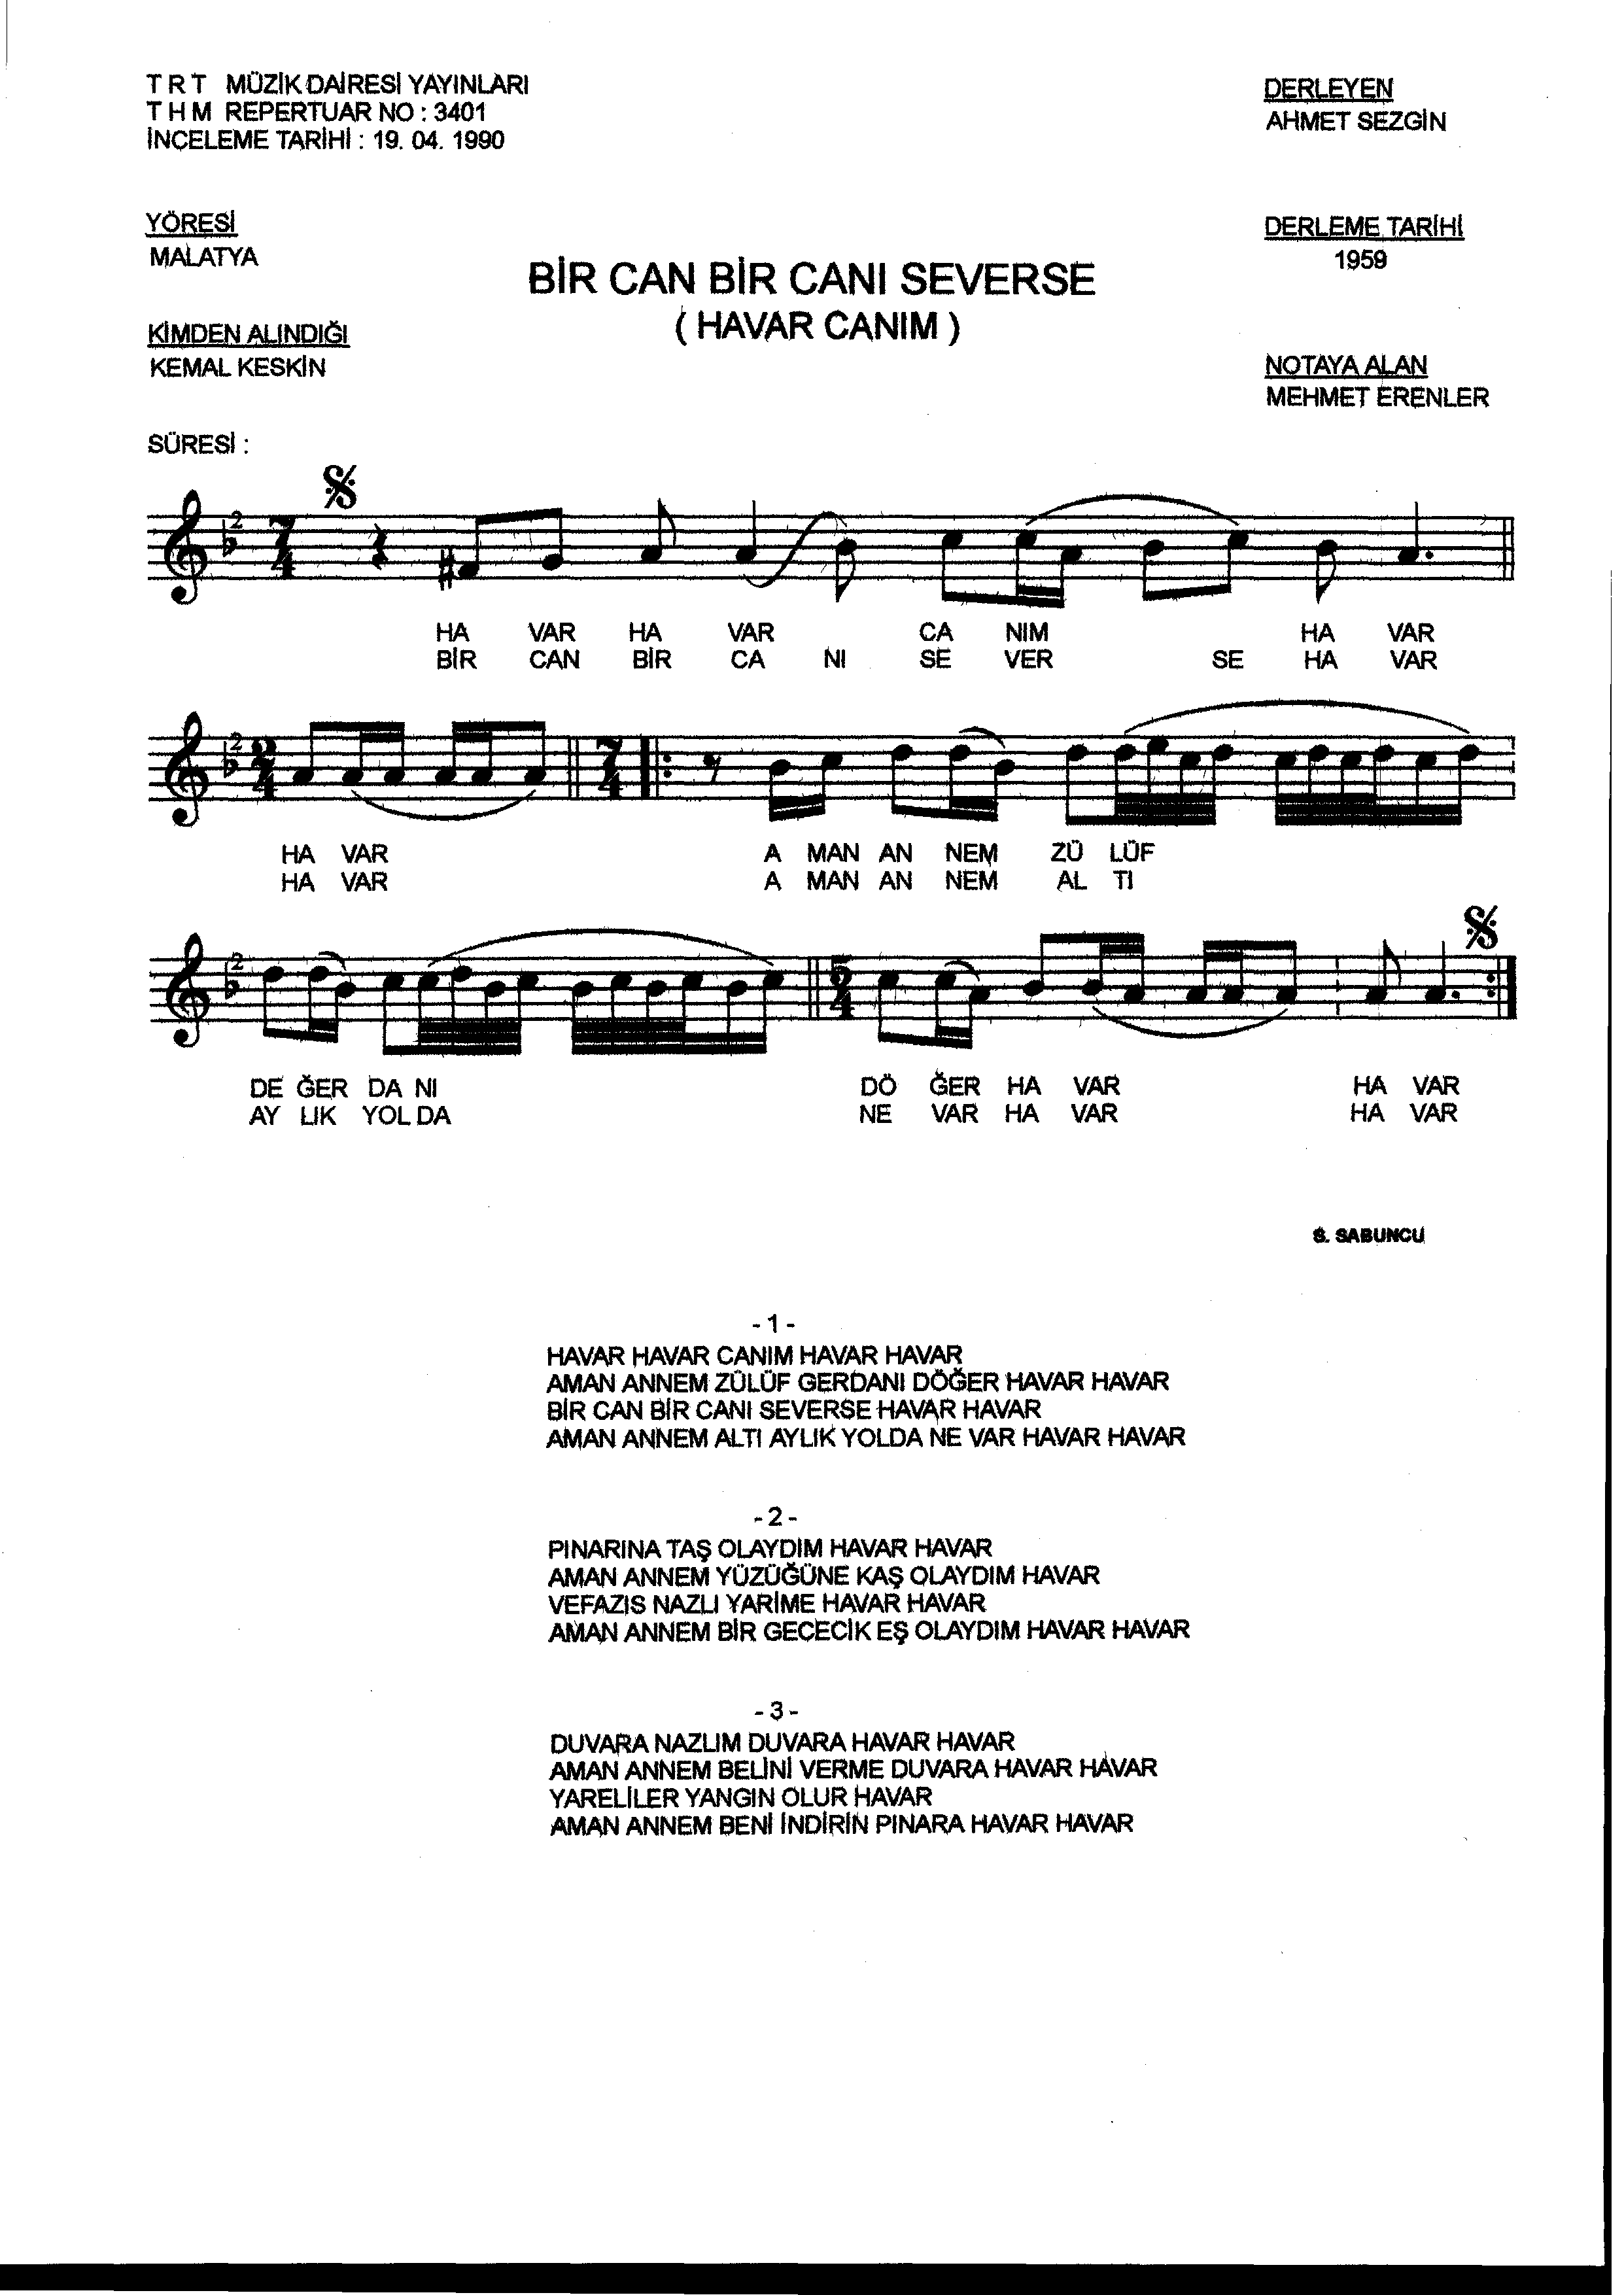 T R T MÜZİK DAİRESİ YAYINLARI
T H M REPERTUAR NO : 3401
İNCELEME TARİHİ : 19. 04. 1990
DERLEYEN
AHMET SEZGİN
YÖRESİ
MALATYA
DERLEME TARİHİ
1959
BİR CAN BİR CANI SEVERSE
( HAVAR CANIM )
KİMDEN ALINDIĞI
KEMAL KESKİN
NOTAYA ALAN
MEHMET ERENLER
SÜRESİ :
2 7 4
HA VAR HA VAR CA NIM HA VAR
BİR CAN BİR CA NI SE VER SE HA VAR
2 2 4 7 4
HA VAR A MAN AN NEM ZÜ LÜF
HA VAR A MAN AN NEM AL TI
2 5 4
DE ĞER DA NI DÖ ĞER HA VAR HA VAR
AY LIK YOL DA NE VAR HA VAR HA VAR
S. SABUNCU
- 1 -
HAVAR HAVAR CANIM HAVAR HAVAR
AMAN ANNEM ZÜLÜF GERDANI DÖĞER HAVAR HAVAR
BİR CAN BİR CANI SEVERSE HAVAR HAVAR
AMAN ANNEM ALTI AYLIK YOLDA NE VAR HAVAR HAVAR
- 2 -
PINARINA TAŞ OLAYDIM HAVAR HAVAR
AMAN ANNEM YÜZÜĞÜNE KAŞ OLAYDIM HAVAR
VEFAZIS NAZLI YARİME HAVAR HAVAR
AMAN ANNEM BİR GECECİK EŞ OLAYDIM HAVAR HAVAR
- 3 -
DUVARA NAZLIM DUVARA HAVAR HAVAR
AMAN ANNEM BELİNİ VERME DUVARA HAVAR HAVAR
YARELİLER YANGIN OLUR HAVAR
AMAN ANNEM BENİ İNDİRİN PINARA HAVAR HAVAR